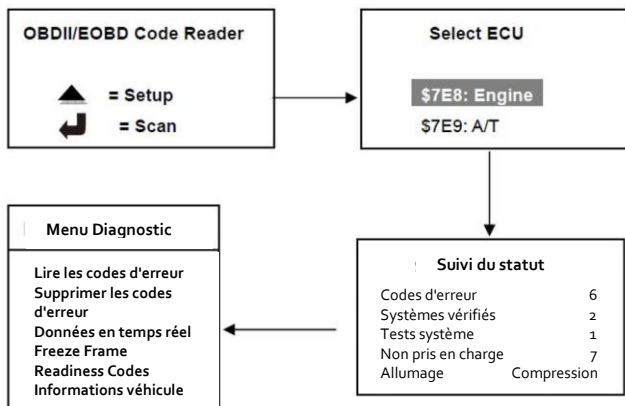 OBDII/EOBD Code Reader
= Setup
= Scan
Select ECU
$7E8: Engine
$7E9: A/T
Suivi du statut
Codes d'erreur 6
Systèmes vérifiés 2
Tests système 1
Non pris en charge 7
Allumage Compression
Menu Diagnostic
Lire les codes d'erreur
Supprimer les codes
d'erreur
Données en temps réel
Freeze Frame
Readiness Codes
Informations véhicule